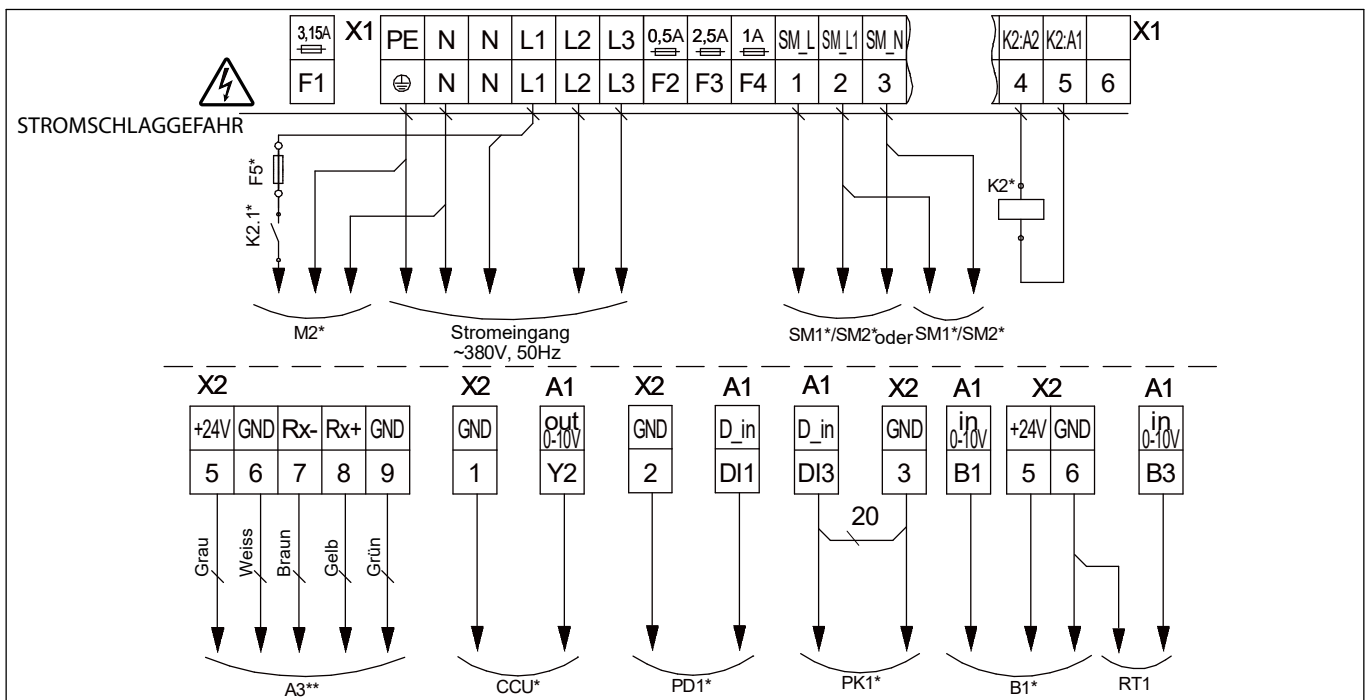 3,15A X1 PE N N L1 L2 L3 0,5A 2,5A 1A SM_L SM_L1 SM_N K2:A2 K2:A1 X1
F1 N N L1 L2 L3 F2 F3 F4 1 2 3 4 5 6
STROMSCHLAGGEFAHR
F5*
K2*
K2.1*
M2*
Stromeingang
~380V, 50Hz
SM1*/SM2* oder SM1*/SM2*
X2 X2 A1 X2 A1 A1 X2 A1 X2 A1
+24V GND Rx- Rx+ GND GND out 0-10V GND D_in D_in GND in 0-10V +24V GND in 0-10V
5 6 7 8 9 1 Y2 2 DI1 DI3 3 B1 5 6 B3
20
Grau Weiss Braun Gelb Grün
A3** CCU* PD1* PK1* B1* RT1